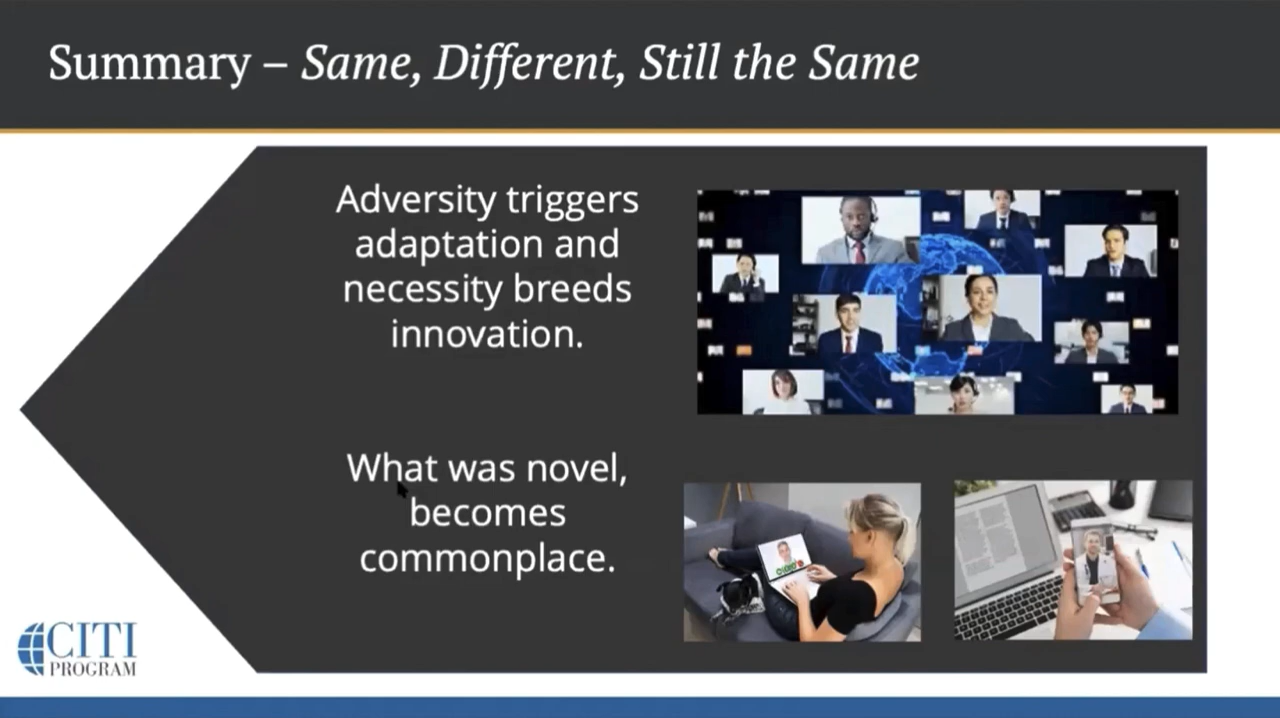 Summary – Same, Different, Still the Same
Adversity triggers
adaptation and
necessity breeds
innovation.
What was novel,
becomes
commonplace.
CITI
PROGRAM